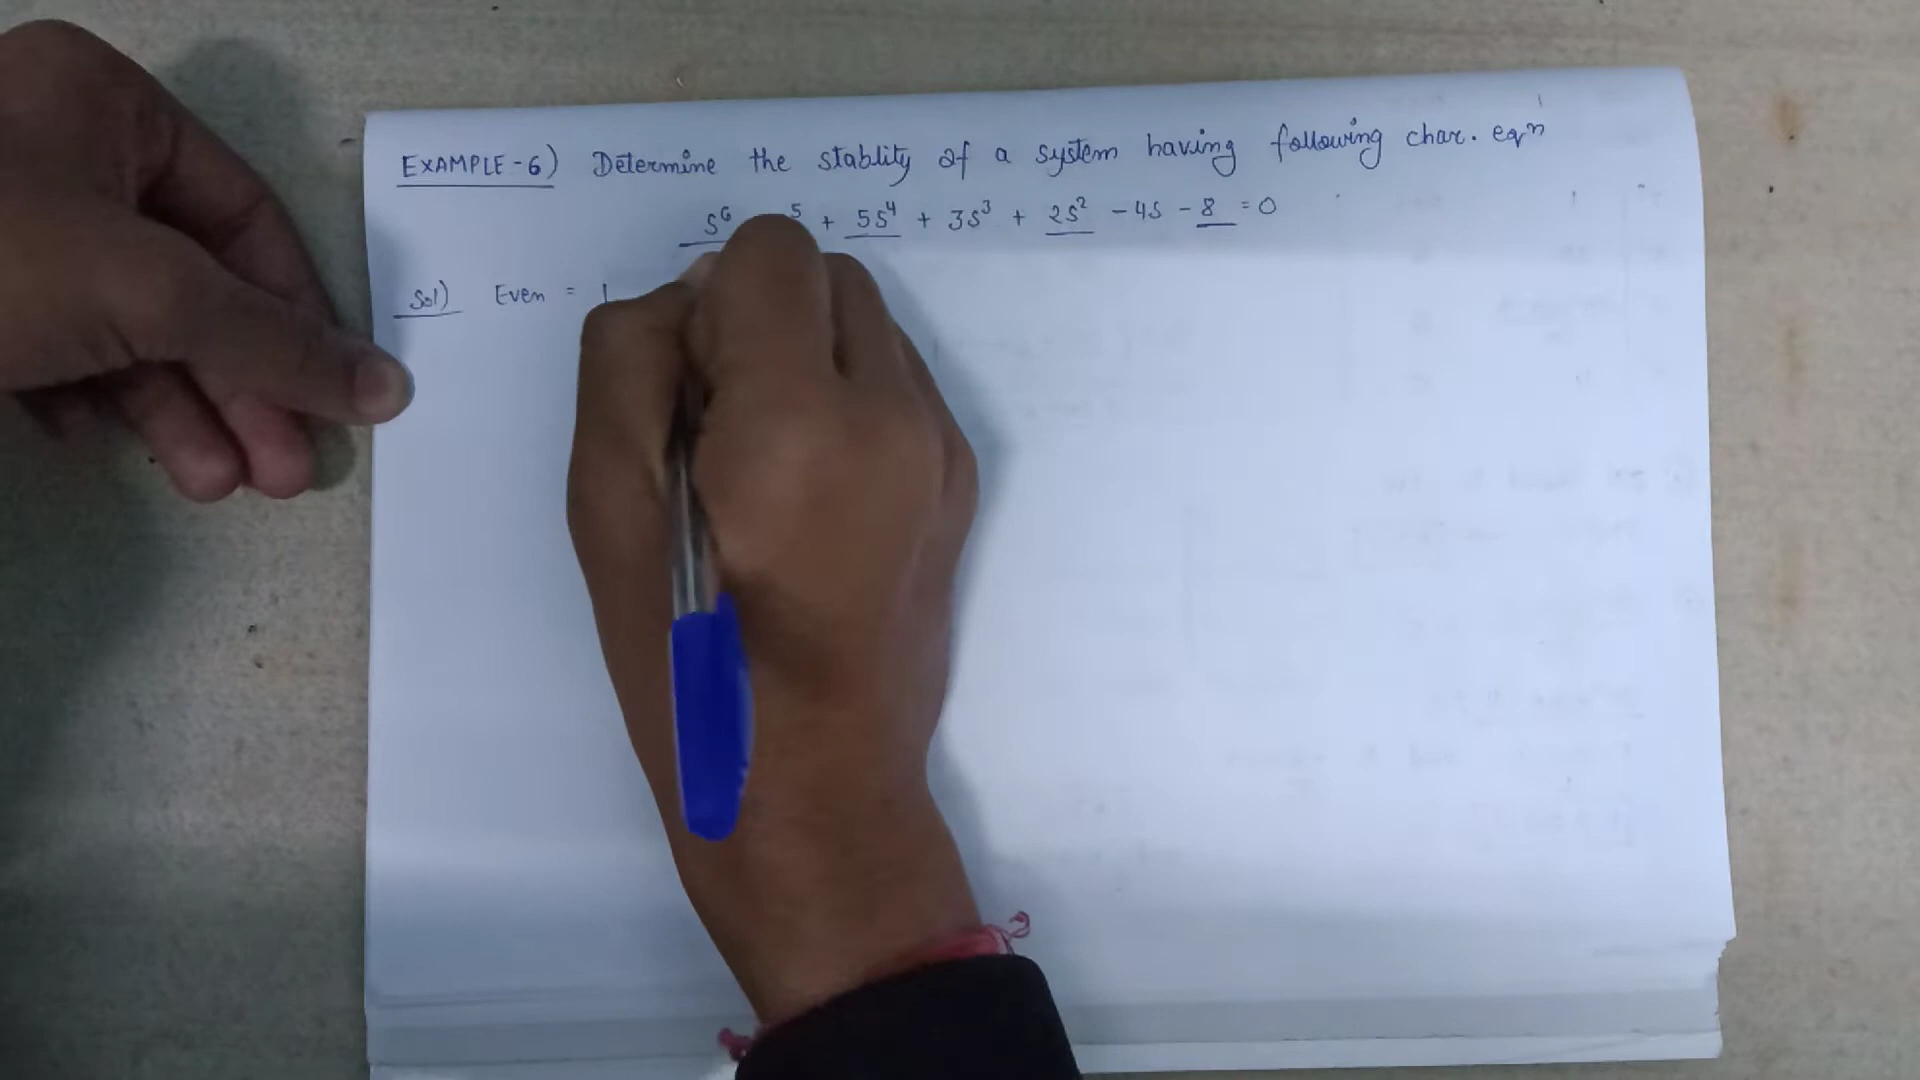 EXAMPLE-6) Determine the stablity of a system having following char. eqn
s⁶ ⁵ + 5s⁴ + 3s³ + 2s² - 4s - 8 = 0
Sol) Even = 1